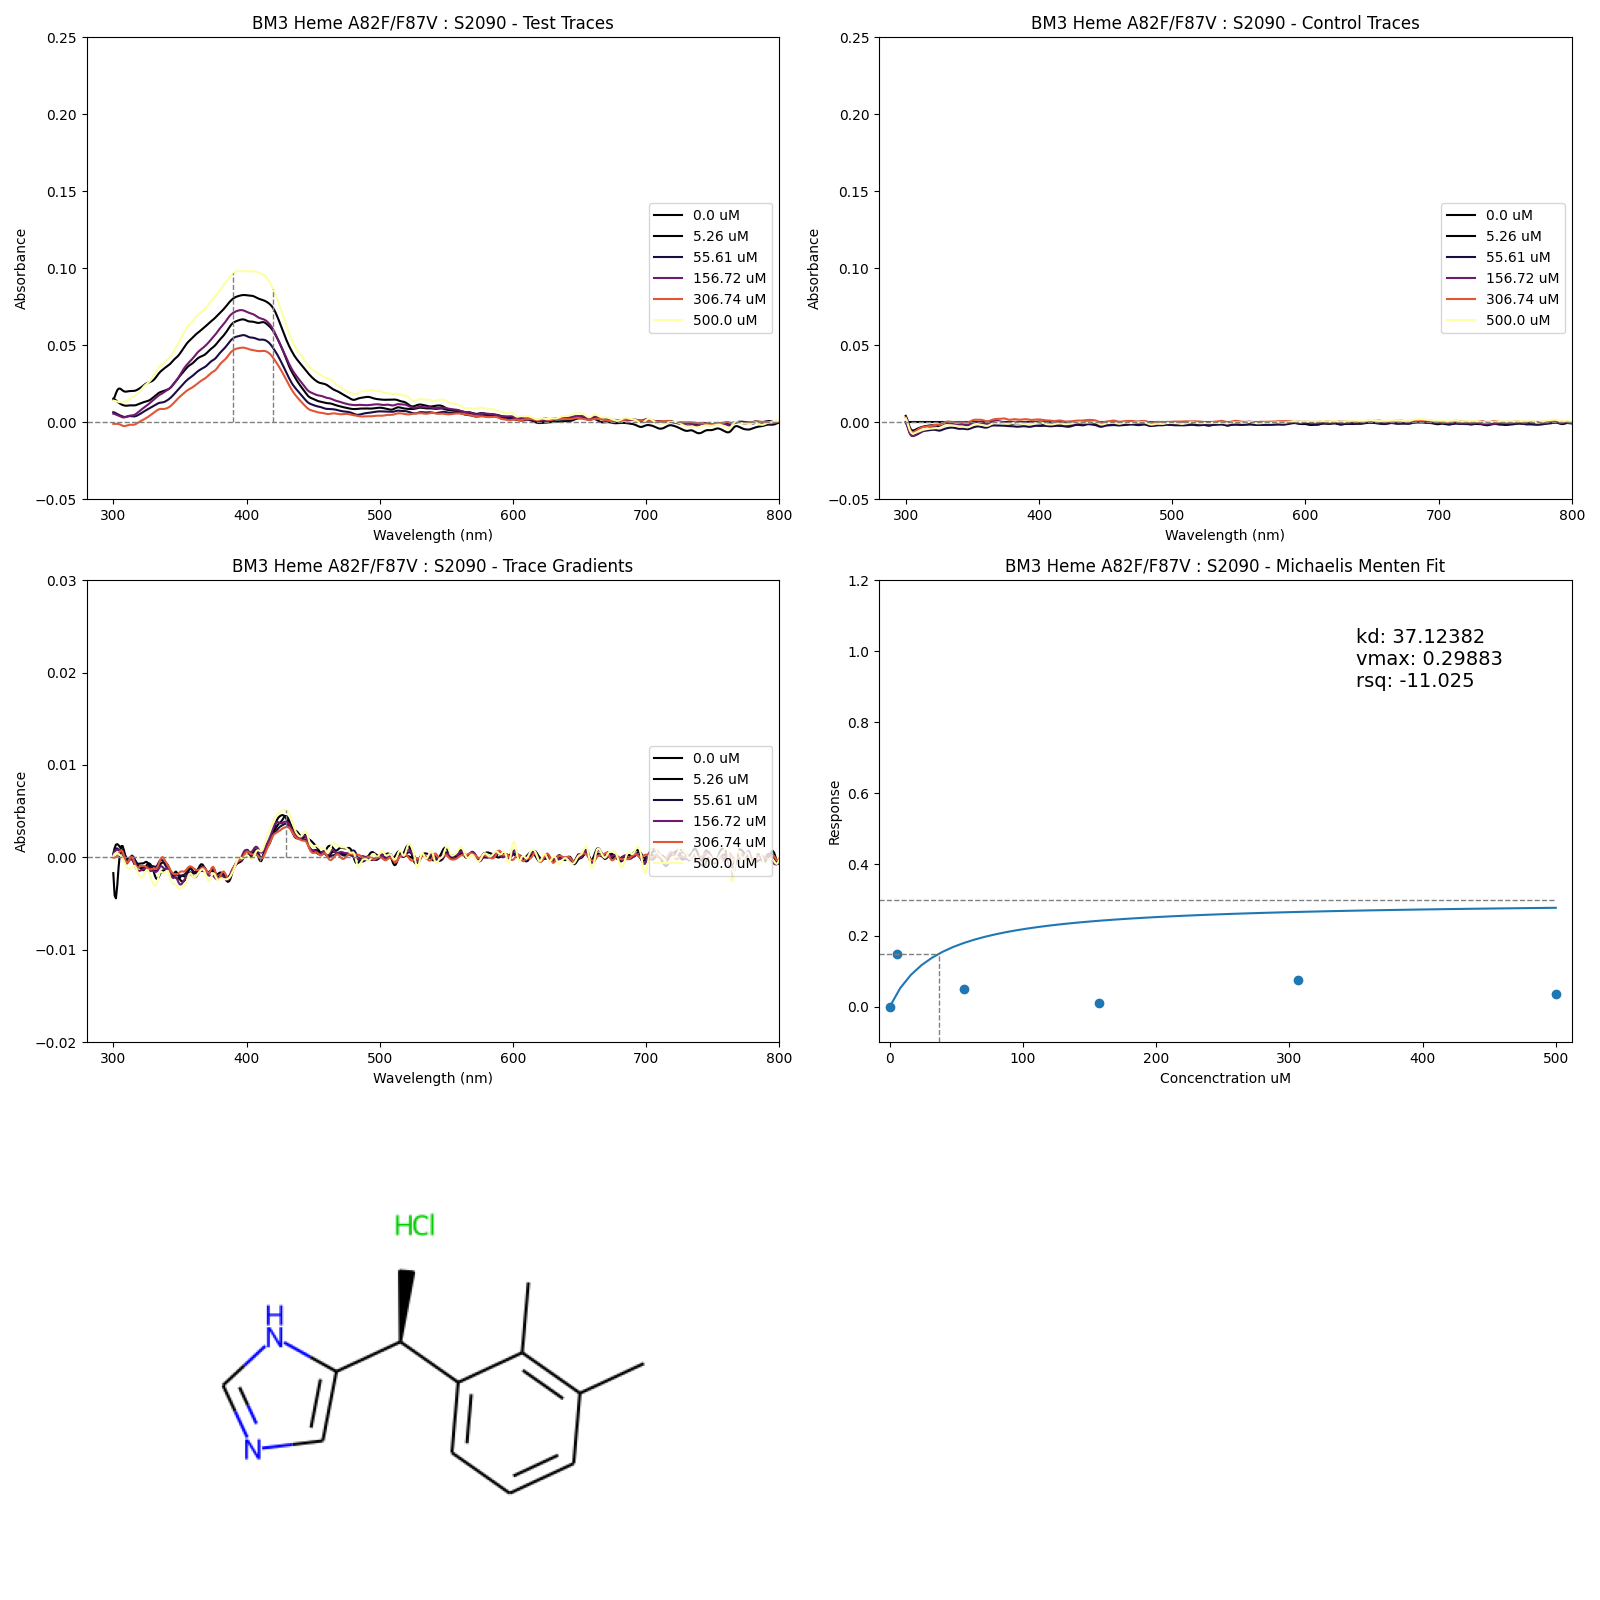 BM3 Heme A82F/F87V : S2090 - Test Traces
0.25
0.20
0.15
0.10
0.05
0.00
−0.05
Absorbance
300
400
500
600
700
800
Wavelength (nm)
0.0 uM
5.26 uM
55.61 uM
156.72 uM
306.74 uM
500.0 uM
BM3 Heme A82F/F87V : S2090 - Control Traces
0.25
0.20
0.15
0.10
0.05
0.00
−0.05
Absorbance
300
400
500
600
700
800
Wavelength (nm)
0.0 uM
5.26 uM
55.61 uM
156.72 uM
306.74 uM
500.0 uM
BM3 Heme A82F/F87V : S2090 - Trace Gradients
0.03
0.02
0.01
0.00
−0.01
−0.02
Absorbance
300
400
500
600
700
800
Wavelength (nm)
0.0 uM
5.26 uM
55.61 uM
156.72 uM
306.74 uM
500.0 uM
BM3 Heme A82F/F87V : S2090 - Michaelis Menten Fit
1.2
1.0
0.8
0.6
0.4
0.2
0.0
Response
0
100
200
300
400
500
Concenctration uM
kd: 37.12382
vmax: 0.29883
rsq: -11.025
HCl
H
N
N